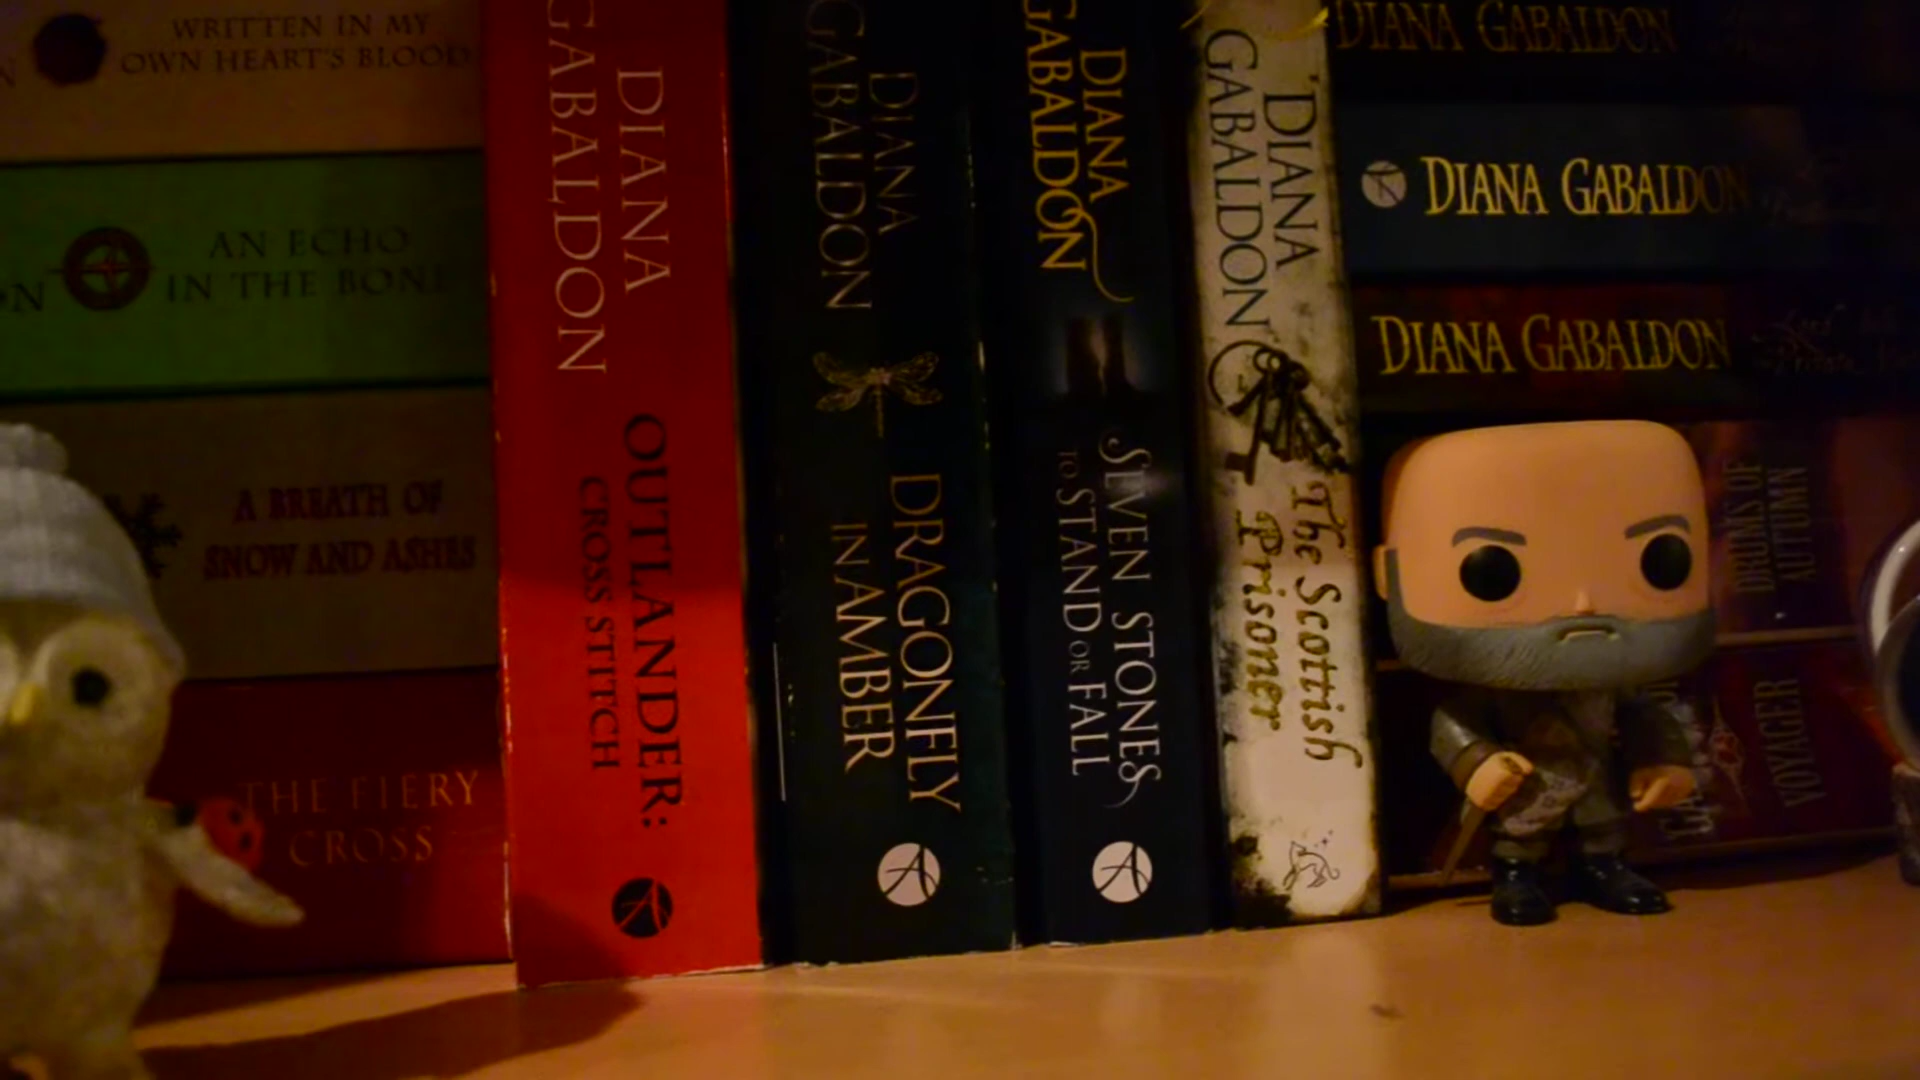 WRITTEN IN MY
OWN HEART'S BLOOD
AN ECHO
IN THE BONE
A BREATH OF
SNOW AND ASHES
THE FIERY
CROSS
DIANA
GABALDON
OUTLANDER:
CROSS STITCH
DIANA
GABALDON
DRAGONFLY
IN AMBER
DIANA
GABALDON
SEVEN STONES
TO STAND OR FALL
DIANA
GABALDON
The Scottish
Prisoner
DIANA GABALDON
DIANA GABALDON
DIANA GABALDON
DRUMS OF
AUTUMN
VOYAGER